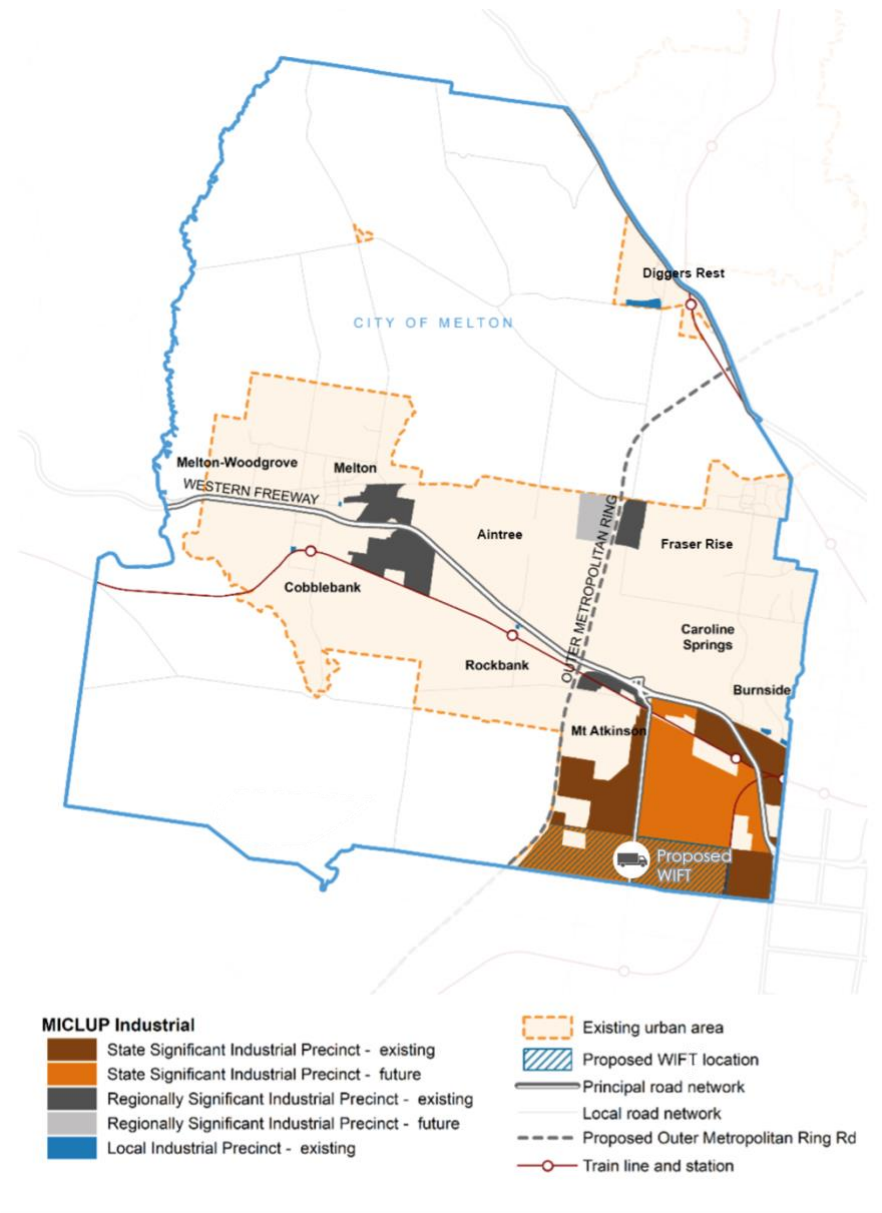 Diggers Rest
CITY OF MELTON
Melton-Woodgrove
Melton
WESTERN FREEWAY
Aintree
OUTER METROPOLITAN RING
Fraser Rise
Cobblebank
Caroline
Springs
Rockbank
Burnside
Mt Atkinson
Proposed
WIFT
MICLUP Industrial
State Significant Industrial Precinct - existing
State Significant Industrial Precinct - future
Regionally Significant Industrial Precinct - existing
Regionally Significant Industrial Precinct - future
Local Industrial Precinct - existing
Existing urban area
Proposed WIFT location
Principal road network
Local road network
Proposed Outer Metropolitan Ring Rd
Train line and station